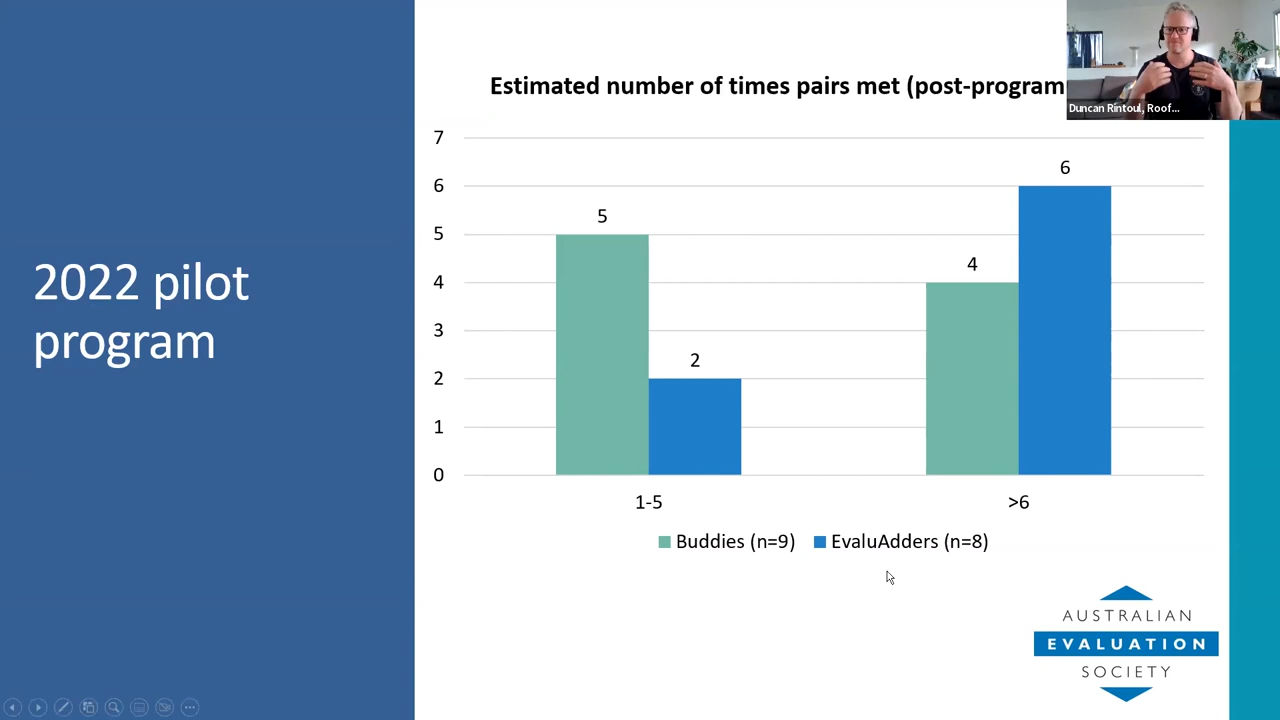 Estimated number of times pairs met (post-program
Duncan Rintoul, Roof...
2022 pilot
program
7
6
5
4
3
2
1
0
5
2
4
6
1-5
>6
Buddies (n=9)
EvaluAdders (n=8)
AUSTRALIAN
EVALUATION
SOCIETY